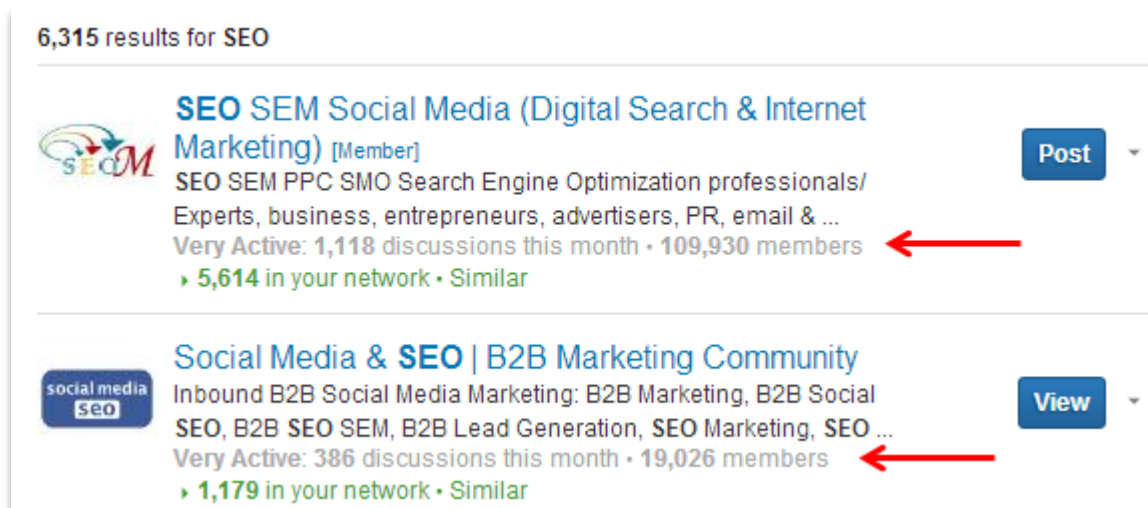 6,315 results for SEO
SEO SEM Social Media (Digital Search & Internet
Marketing) [Member]
SEOM
Post
SEO SEM PPC SMO Search Engine Optimization professionals/
Experts, business, entrepreneurs, advertisers, PR, email & ...
Very Active: 1,118 discussions this month • 109,930 members
5,614 in your network • Similar
Social Media & SEO | B2B Marketing Community
social media
seo
Inbound B2B Social Media Marketing: B2B Marketing, B2B Social
View
SEO, B2B SEO SEM, B2B Lead Generation, SEO Marketing, SEO ...
Very Active: 386 discussions this month • 19,026 members
1,179 in your network • Similar